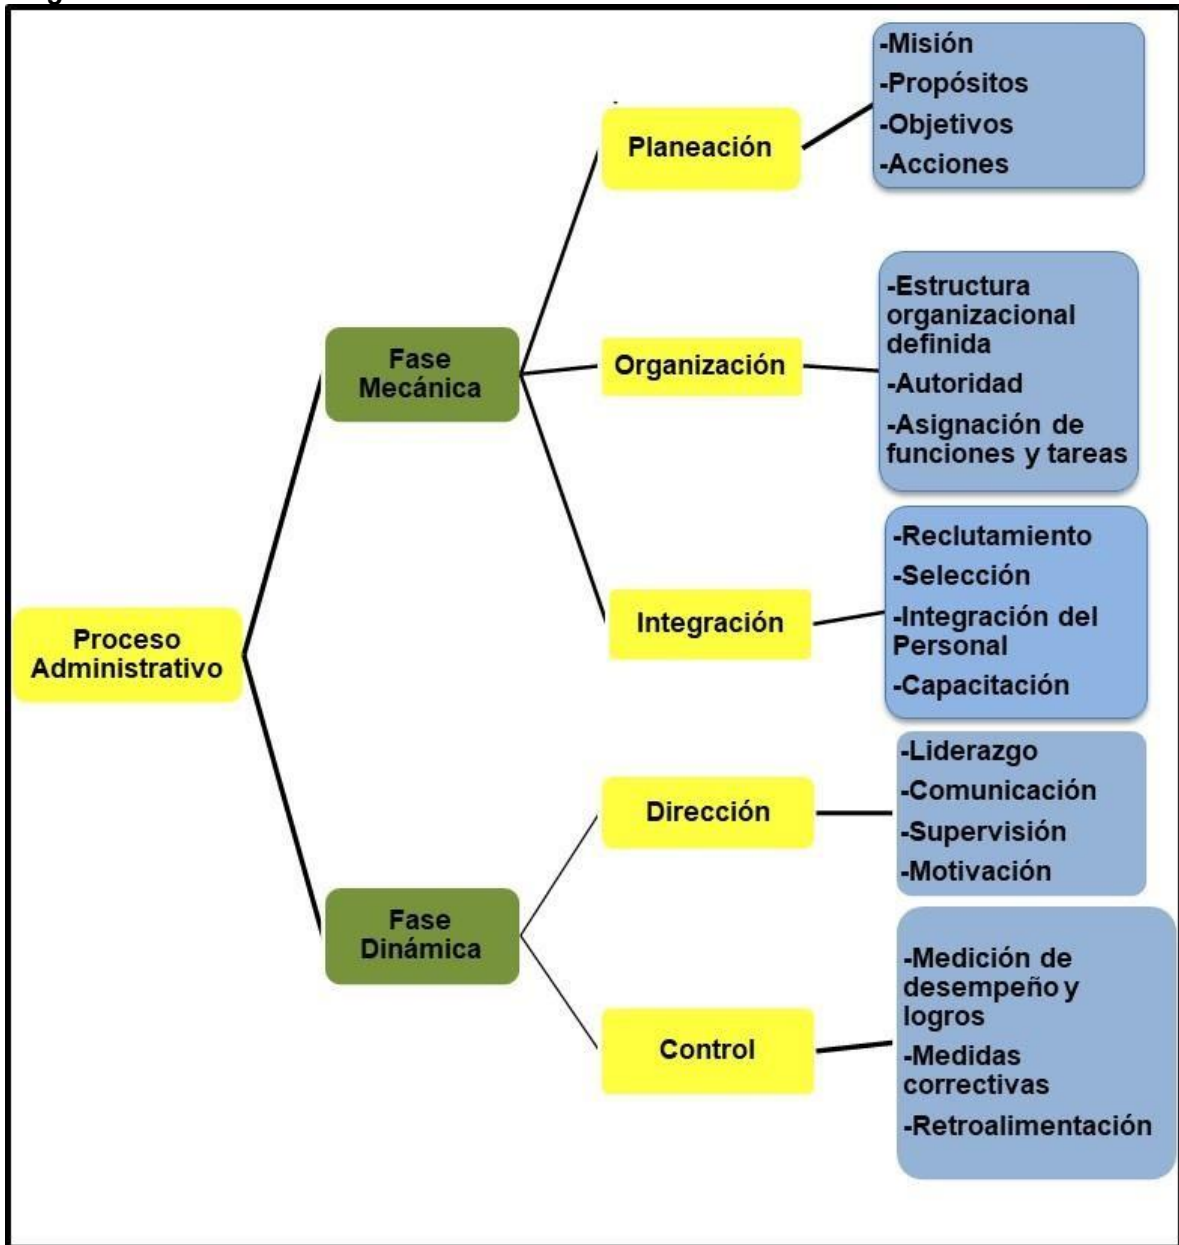 Proceso
Administrativo
Fase
Mecánica
Planeación
-Misión
-Propósitos
-Objetivos
-Acciones
Organización
-Estructura
organizacional
definida
-Autoridad
-Asignación de
funciones y tareas
Integración
-Reclutamiento
-Selección
-Integración del
Personal
-Capacitación
Fase
Dinámica
Dirección
-Liderazgo
-Comunicación
-Supervisión
-Motivación
Control
-Medición de
desempeño y
logros
-Medidas
correctivas
-Retroalimentación